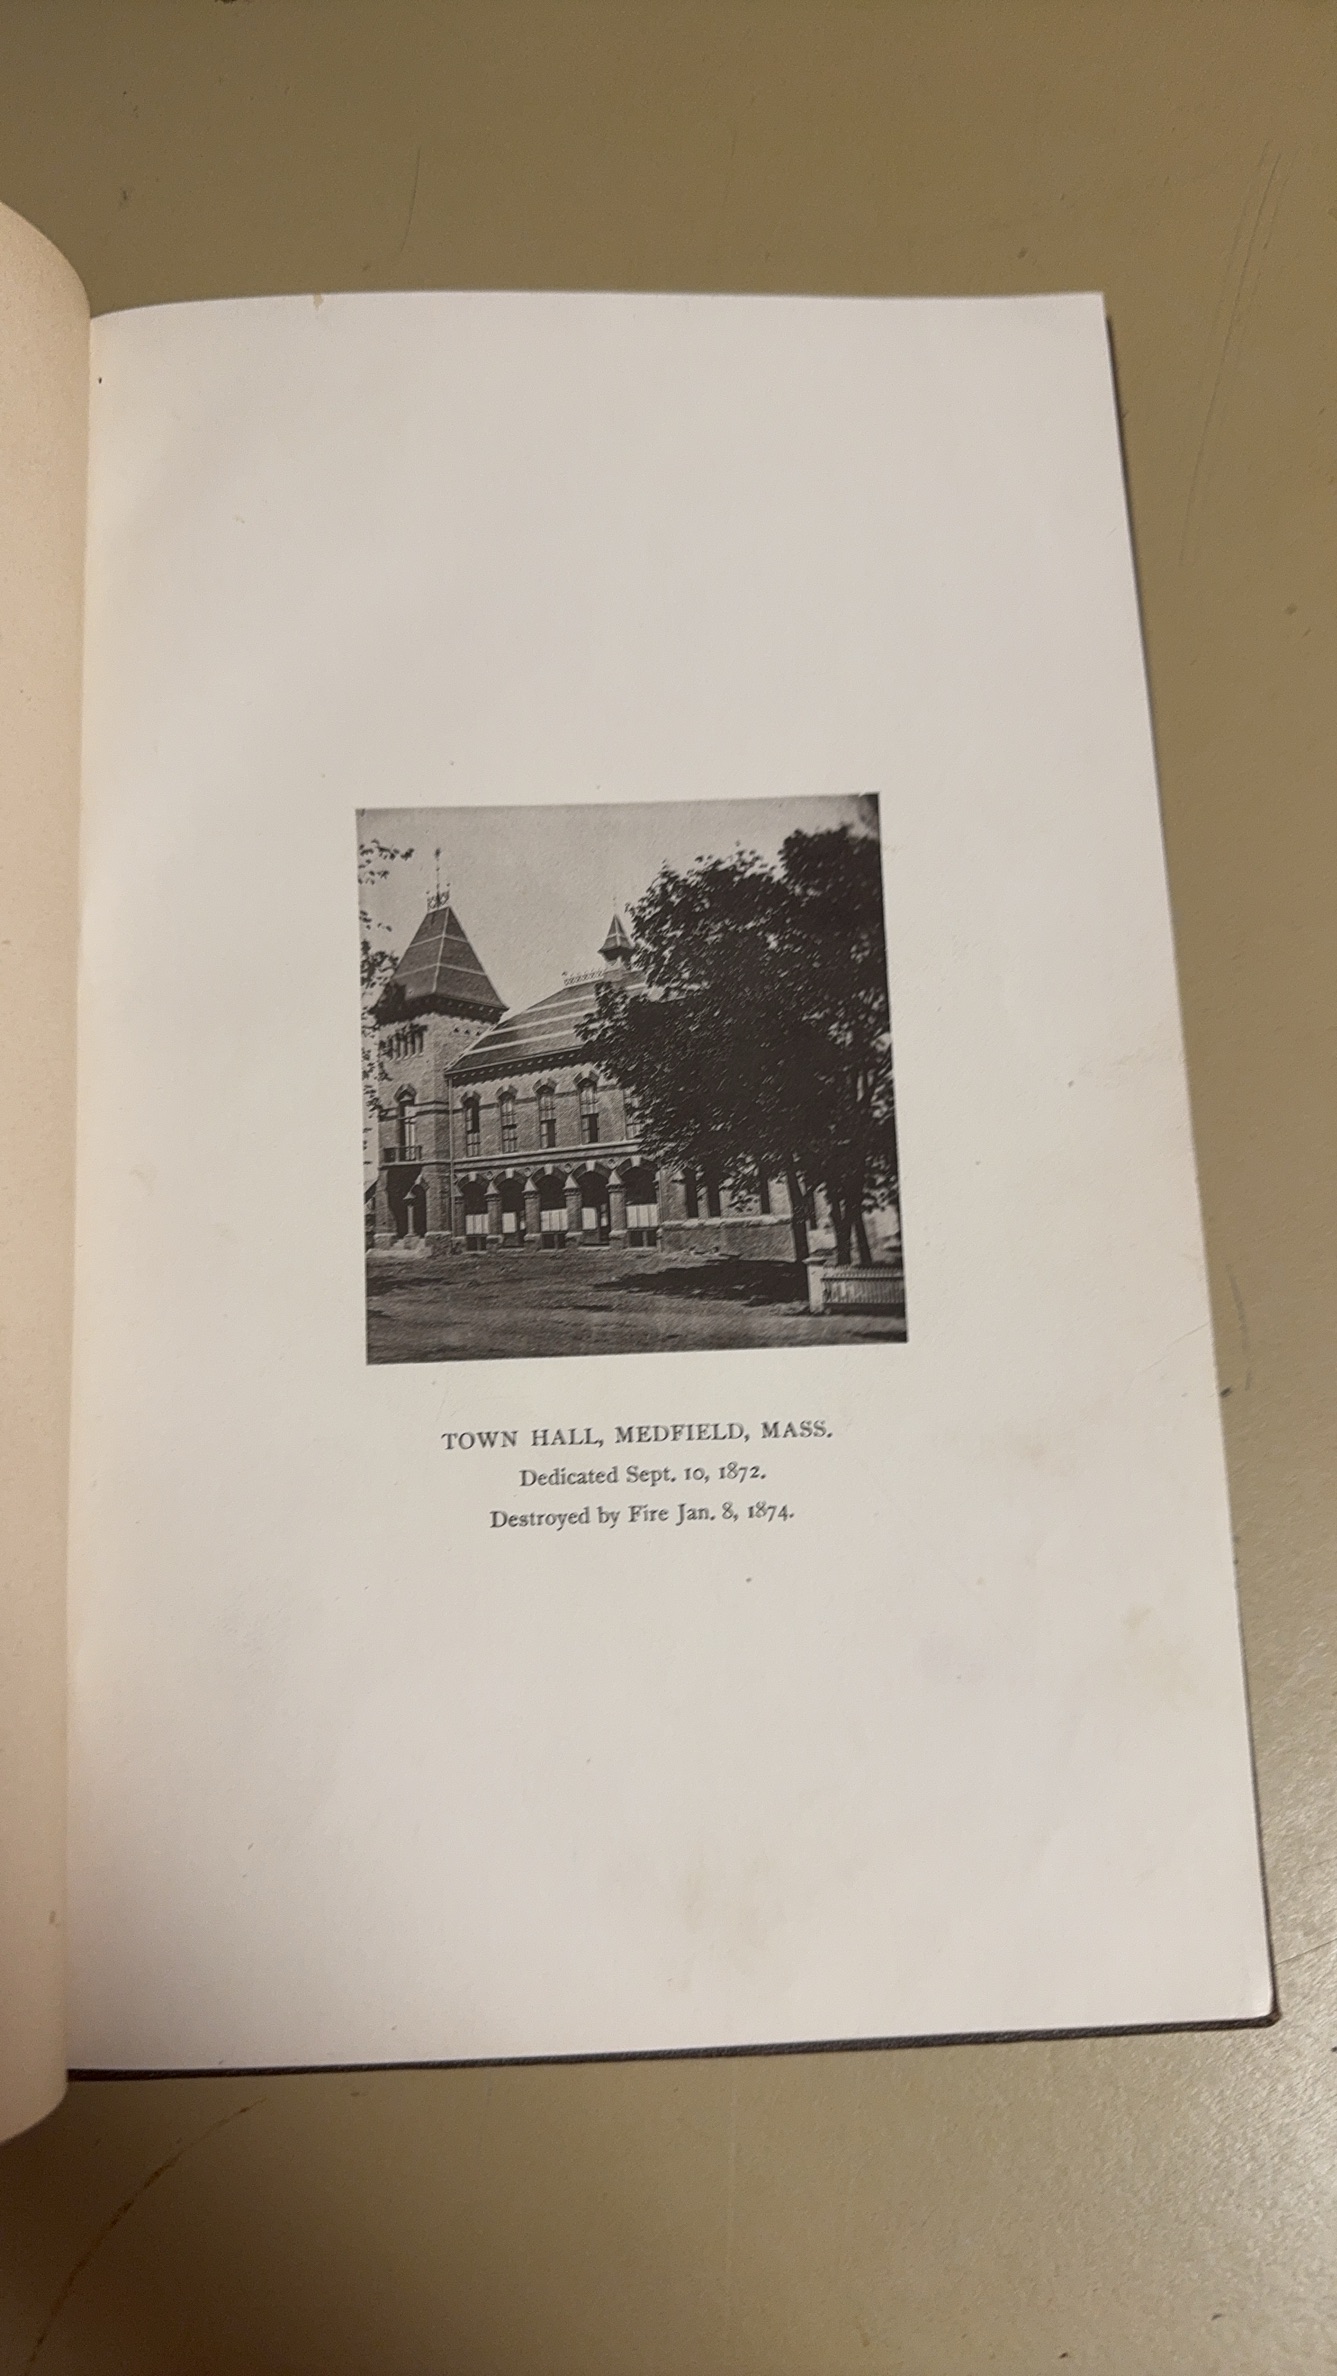 TOWN HALL, MEDFIELD, MASS.
Dedicated Sept. 10, 1872.
Destroyed by Fire Jan. 8, 1874.